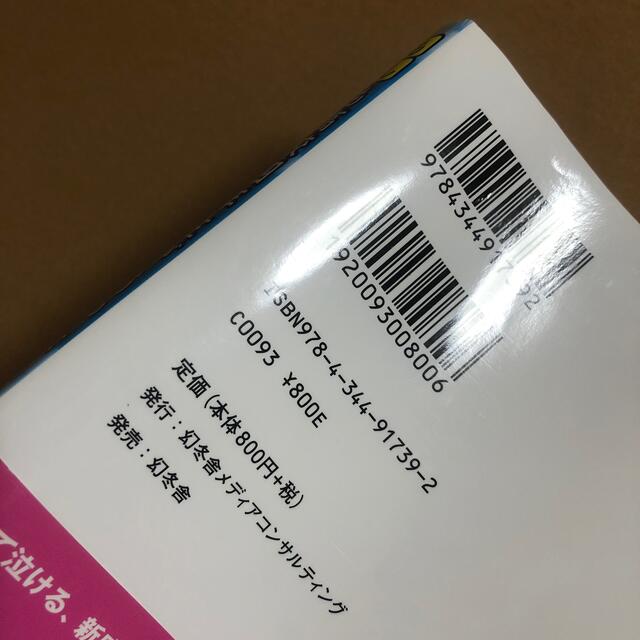 9784344917392
1920093008006
ISBN978-4-344-91739-2
C0093 ¥800E
定価(本体800円+税)
発行:幻冬舎メディアコンサルティング
発売:幻冬舎
て泣ける、新